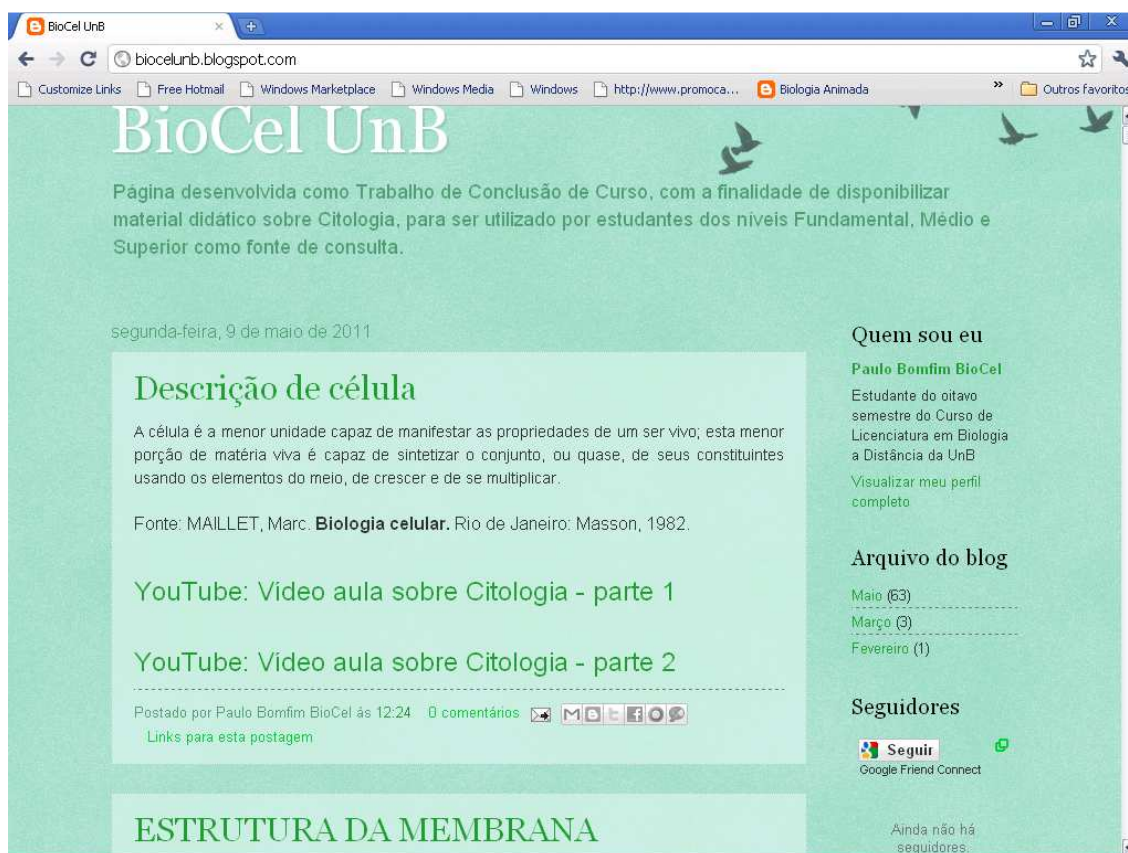 BioCel UnB
biocelunb.blogspot.com
Customize Links Free Hotmail Windows Marketplace Windows Media Windows http://www.promoca... Biologia Animada » Outros favoritos
BioCel UnB
Página desenvolvida como Trabalho de Conclusão de Curso, com a finalidade de disponibilizar
material didático sobre Citologia, para ser utilizado por estudantes dos níveis Fundamental, Médio e
Superior como fonte de consulta.
segunda-feira, 9 de maio de 2011
Descrição de célula
A célula é a menor unidade capaz de manifestar as propriedades de um ser vivo; esta menor
porção de matéria viva é capaz de sintetizar o conjunto, ou quase, de seus constituintes
usando os elementos do meio, de crescer e de se multiplicar.
Fonte: MAILLET, Marc. Biologia celular. Rio de Janeiro: Masson, 1982.
YouTube: Vídeo aula sobre Citologia - parte 1
YouTube: Vídeo aula sobre Citologia - parte 2
Postado por Paulo Bomfim BioCel às 12:24 0 comentários
Links para esta postagem
ESTRUTURA DA MEMBRANA
Quem sou eu
Paulo Bomfim BioCel
Estudante do oitavo
semestre do Curso de
Licenciatura em Biologia
a Distância da UnB
Visualizar meu perfil
completo
Arquivo do blog
Maio (63)
Março (3)
Fevereiro (1)
Seguidores
Seguir
Google Friend Connect
Ainda não há
seguidores.